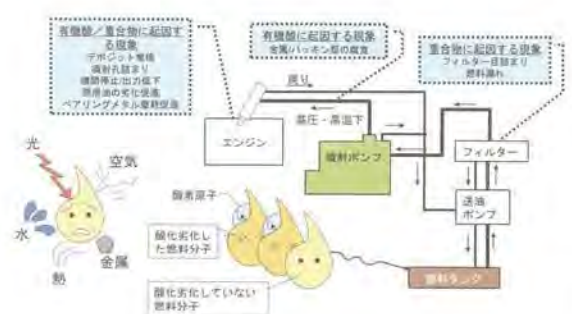 有機酸／重合物に起因する現象
デポジット堆積
噴射孔詰まり
機関停止/出力低下
潤滑油の劣化促進
ベアリングメタル磨耗促進
有機酸に起因する現象
金属/パッキン類の腐食
重合物に起因する現象
フィルター目詰まり
燃料漏れ
戻り
高圧・高温下
エンジン
噴射ポンプ
フィルター
送油
ポンプ
燃料タンク
光
空気
水
熱
金属
酸素原子
酸化劣化し
た燃料分子
酸化劣化していない
燃料分子